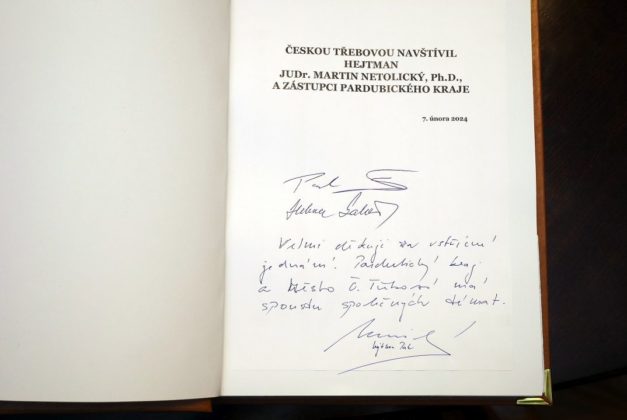 ČESKOU TŘEBOVOU NAVŠTÍVIL
HEJTMAN
JUDr. MARTIN NETOLICKÝ, Ph.D.,
A ZÁSTUPCI PARDUBICKÉHO KRAJE
7. února 2024
Velmi děkuji za vstřícné
jednání! Pardubický kraj
a Město Č. Třebová má
spoustu společných témat.